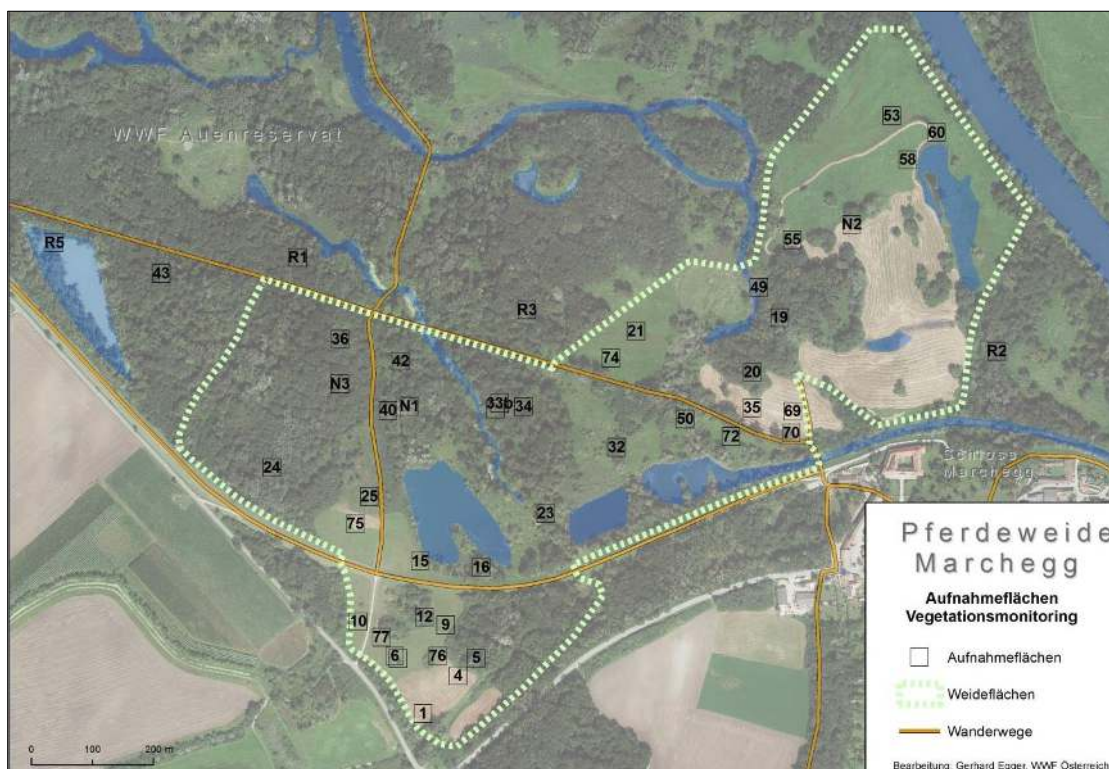 WWF Auenreservat
53
60
58
R5
N2
55
R1
43
49
R3
19
21
36
74
R2
42
20
N3
33b
34
35
69
40
N1
50
70
72
32
Schloss
Marchegg
24
25
75
23
15
16
10
12
9
77
6
76
5
4
1
Pferdeweide
Marchegg
Aufnahmeflächen
Vegetationsmonitoring
Aufnahmeflächen
Weideflächen
Wanderwege
0 100 200 m
Bearbeitung: Gerhard Egger, WWF Österreich